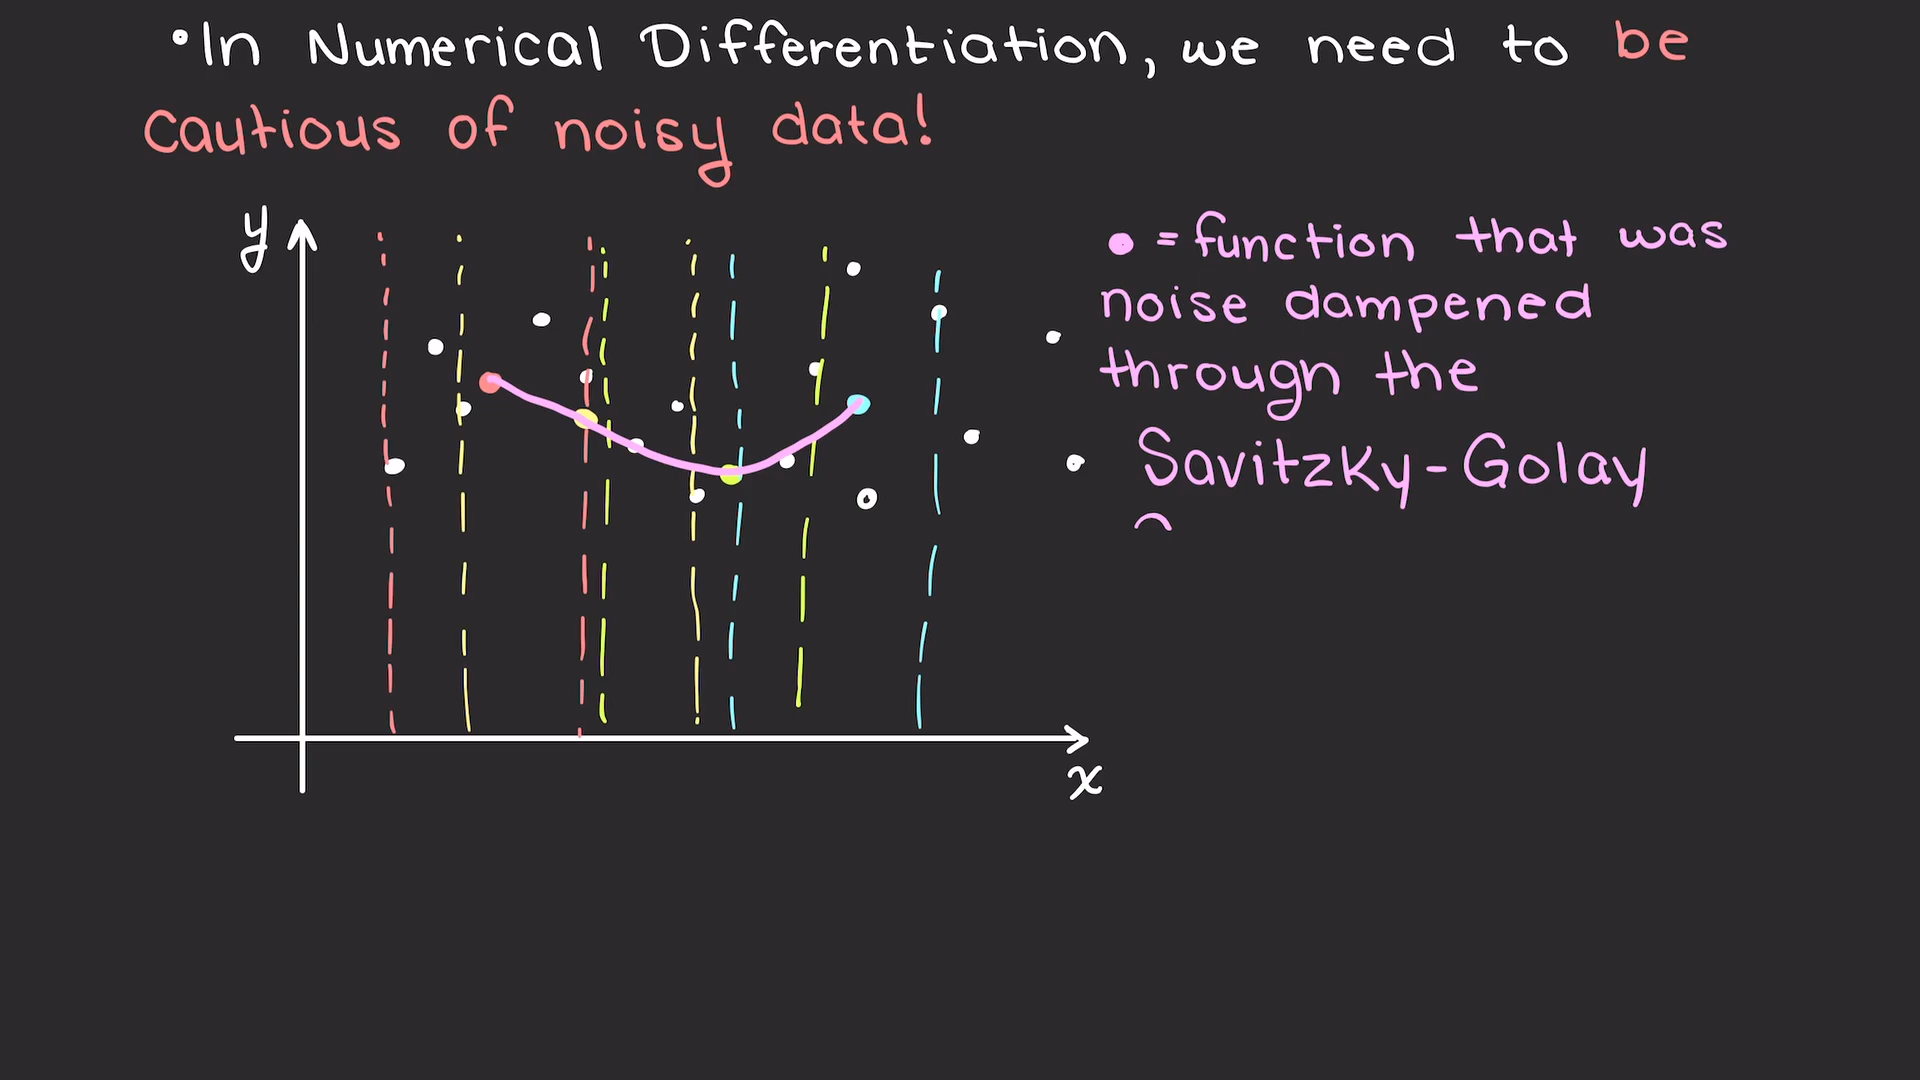 •In Numerical Differentiation, we need to be
cautious of noisy data!
y
= function that was
noise dampened
through the
Savitzky-Golay
x